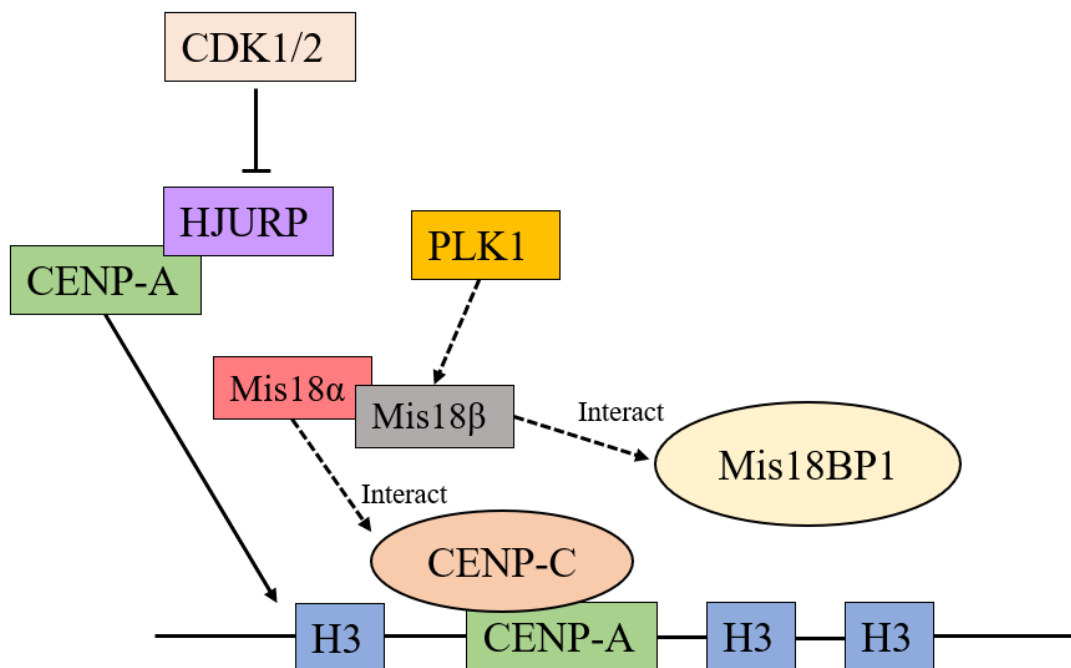 CDK1/2
HJURP
CENP-A
PLK1
Mis18α
Mis18β
Interact
Mis18BP1
Interact
CENP-C
H3
CENP-A
H3
H3